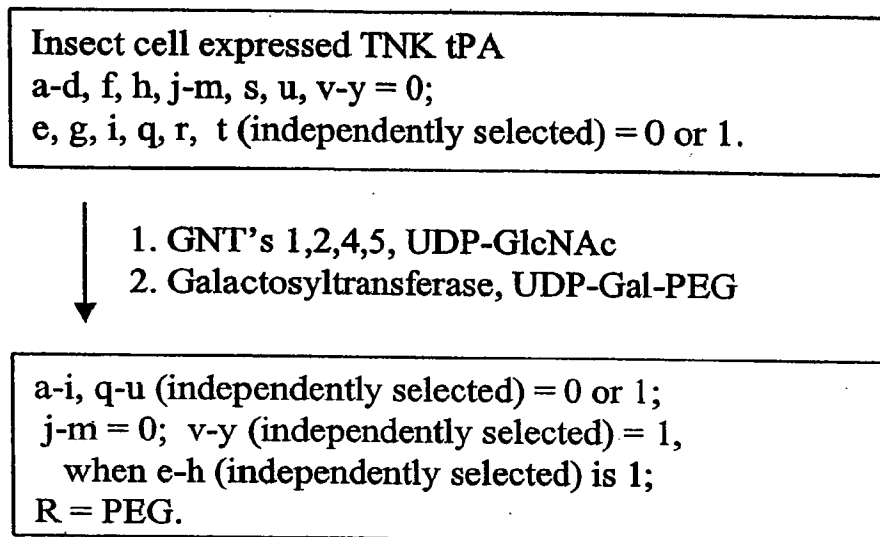 Insect cell expressed TNK tPA
a-d, f, h, j-m, s, u, v-y = 0;
e, g, i, q, r, t (independently selected) = 0 or 1.
1. GNT's 1,2,4,5, UDP-GlcNAc
2. Galactosyltransferase, UDP-Gal-PEG
a-i, q-u (independently selected) = 0 or 1;
j-m = 0; v-y (independently selected) = 1,
when e-h (independently selected) is 1;
R = PEG.